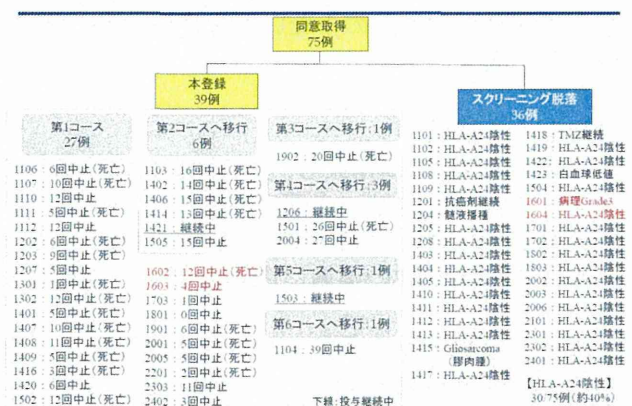 同意取得
75例
本登録
39例
スクリーニング脱落
36例
第1コース
27例
1106：6回中止(死亡)
1107：10回中止(死亡)
1110：12回中止
1111：5回中止(死亡)
1112：12回中止
1202：6回中止(死亡)
1203：9回中止(死亡)
1207：5回中止
1301：1回中止(死亡)
1302：12回中止(死亡)
1401：5回中止(死亡)
1407：10回中止(死亡)
1408：11回中止(死亡)
1409：5回中止(死亡)
1416：3回中止(死亡)
1420：6回中止
1502：12回中止(死亡)
第2コースへ移行
6例
1103：16回中止(死亡)
1402：14回中止(死亡)
1406：15回中止(死亡)
1414：13回中止(死亡)
1421：継続中
1505：15回中止
1602：12回中止(死亡)
1603：4回中止
1703：1回中止
1801：0回中止
1901：6回中止(死亡)
2001：5回中止(死亡)
2005：5回中止(死亡)
2201：2回中止(死亡)
2303：11回中止
2402：3回中止(死亡)
第3コースへ移行：1例
1902：20回中止(死亡)
第4コースへ移行：3例
1206：継続中
1501：26回中止(死亡)
2004：27回中止
第5コースへ移行：1例
1503：継続中
第6コースへ移行：1例
1104：39回中止
下線：投与継続中
1101：HLA-A24陰性
1102：HLA-A24陰性
1105：HLA-A24陰性
1108：HLA-A24陰性
1109：HLA-A24陰性
1201：抗癌剤継続
1204：髄液播種
1205：HLA-A24陰性
1208：HLA-A24陰性
1403：HLA-A24陰性
1404：HLA-A24陰性
1405：HLA-A24陰性
1410：HLA-A24陰性
1411：HLA-A24陰性
1412：HLA-A24陰性
1413：HLA-A24陰性
1415：Gliosarcoma
(膠肉腫)
1417：HLA-A24陰性
1418：TMZ継続
1419：HLA-A24陰性
1422：HLA-A24陰性
1423：白血球低値
1504：HLA-A24陰性
1601：病理Grade3
1604：HLA-A24陰性
1701：HLA-A24陰性
1702：HLA-A24陰性
1802：HLA-A24陰性
1803：HLA-A24陰性
2002：HLA-A24陰性
2003：HLA-A24陰性
2006：HLA-A24陰性
2101：HLA-A24陰性
2301：HLA-A24陰性
2302：HLA-A24陰性
2401：HLA-A24陰性
【HLA-A24陰性】
30/75例(約40%)